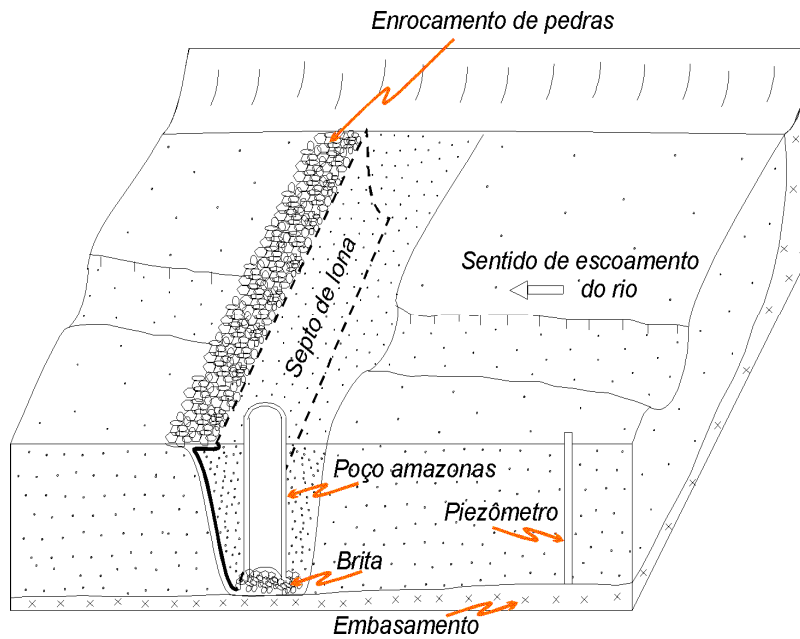 Enrocamento de pedras
Septo de lona
Sentido de escoamento
do rio
Poço amazonas
Piezômetro
Brita
Embasamento